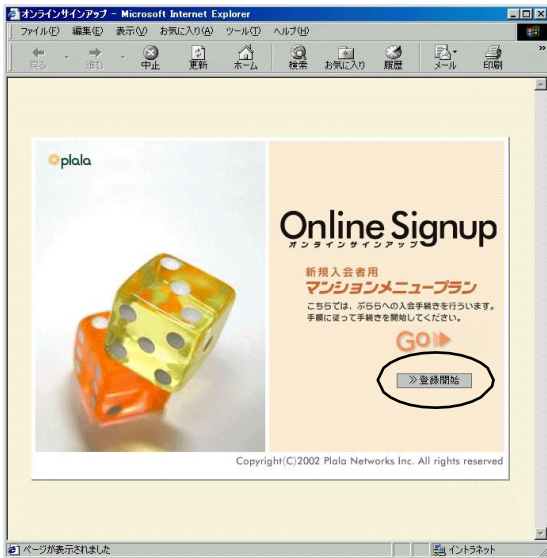 オンラインサインアップ - Microsoft Internet Explorer
ファイル(F) 編集(E) 表示(V) お気に入り(A) ツール(T) ヘルプ(H)
戻る 進む 中止 更新 ホーム 検索 お気に入り 履歴 メール 印刷 »
plala
Online Signup
オンラインサインアップ
新規入会者用
マンションメニュープラン
こちらでは，ぷららへの入会手続きを行ういます。
手順に従って手続きを開始してください。
GO
≫登録開始
Copyright(C)2002 Plala Networks Inc. All rights reserved
ページが表示されました イントラネット